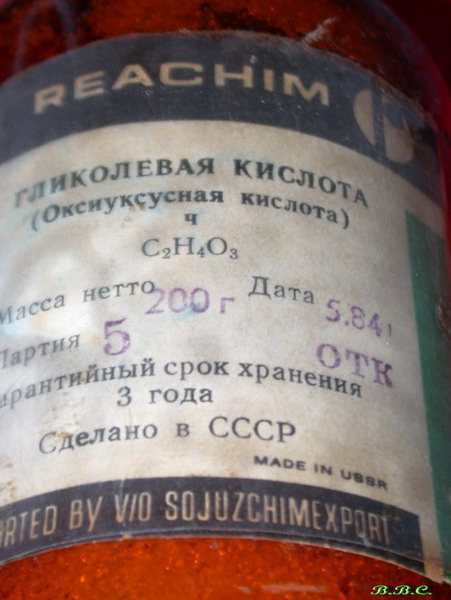 REACHIM
ГЛИКОЛЕВАЯ КИСЛОТА
(Оксиуксусная кислота)
ч
C₂H₄O₃
Масса нетто 200 г Дата 5.84г
Партия 5 ОТК
арантийный срок хранения
3 года
Сделано в СССР
MADE IN USSR
RTED BY V/O SOJUZCHIMEXPORT
B.B.C.